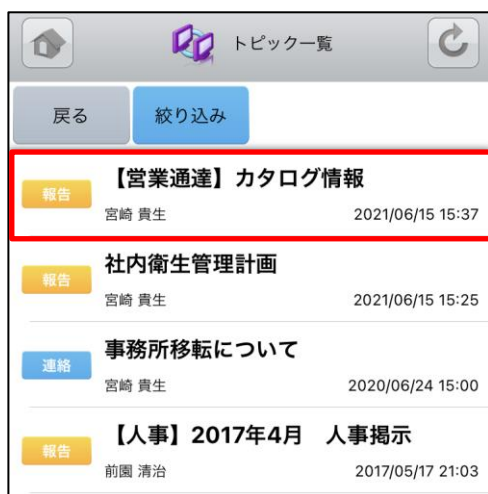 トピック一覧
戻る
絞り込み
報告
【営業通達】カタログ情報
宮崎 貴生
2021/06/15 15:37
報告
社内衛生管理計画
宮崎 貴生
2021/06/15 15:25
連絡
事務所移転について
宮崎 貴生
2020/06/24 15:00
報告
【人事】2017年4月　人事掲示
前園 清治
2017/05/17 21:03